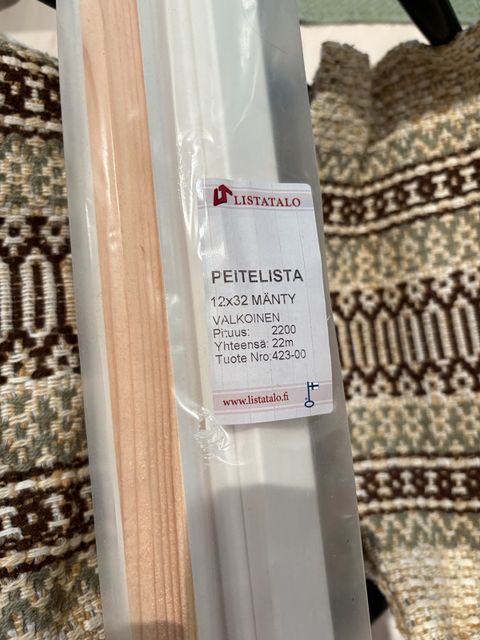 LISTATALO
PEITELISTA
12x32 MÄNTY
VALKOINEN
Pituus: 2200
Yhteensä: 22m
Tuote Nro:423-00
www.listatalo.fi